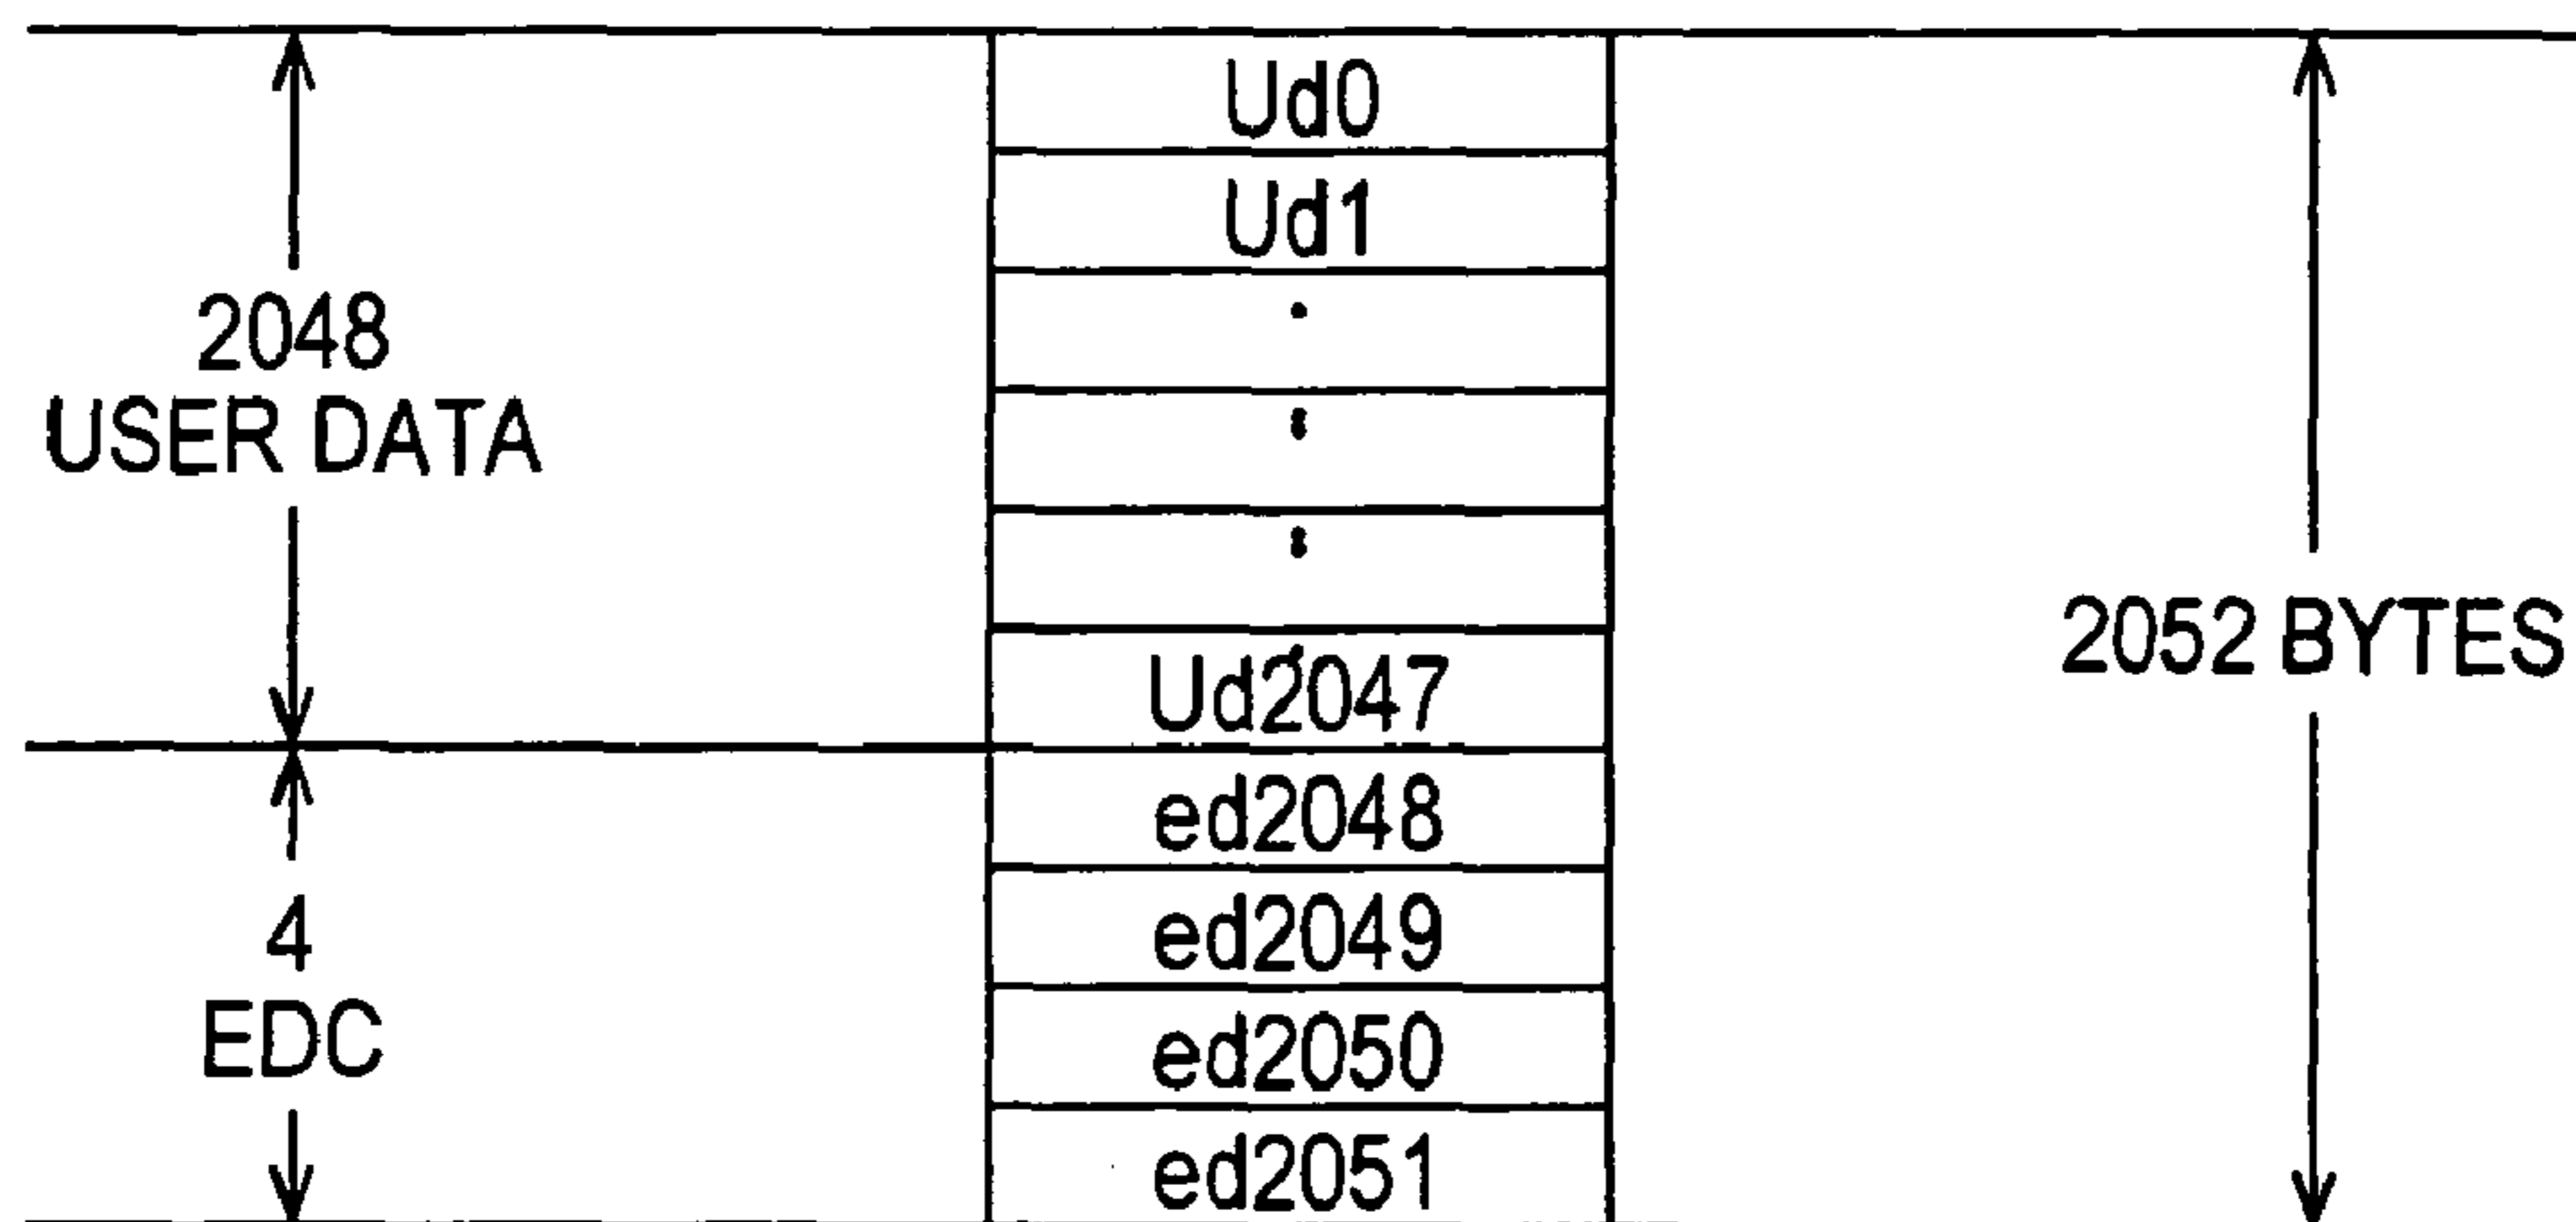 2048
USER DATA
4
EDC
Ud0
Ud1
Ud2047
ed2048
ed2049
ed2050
ed2051
2052 BYTES